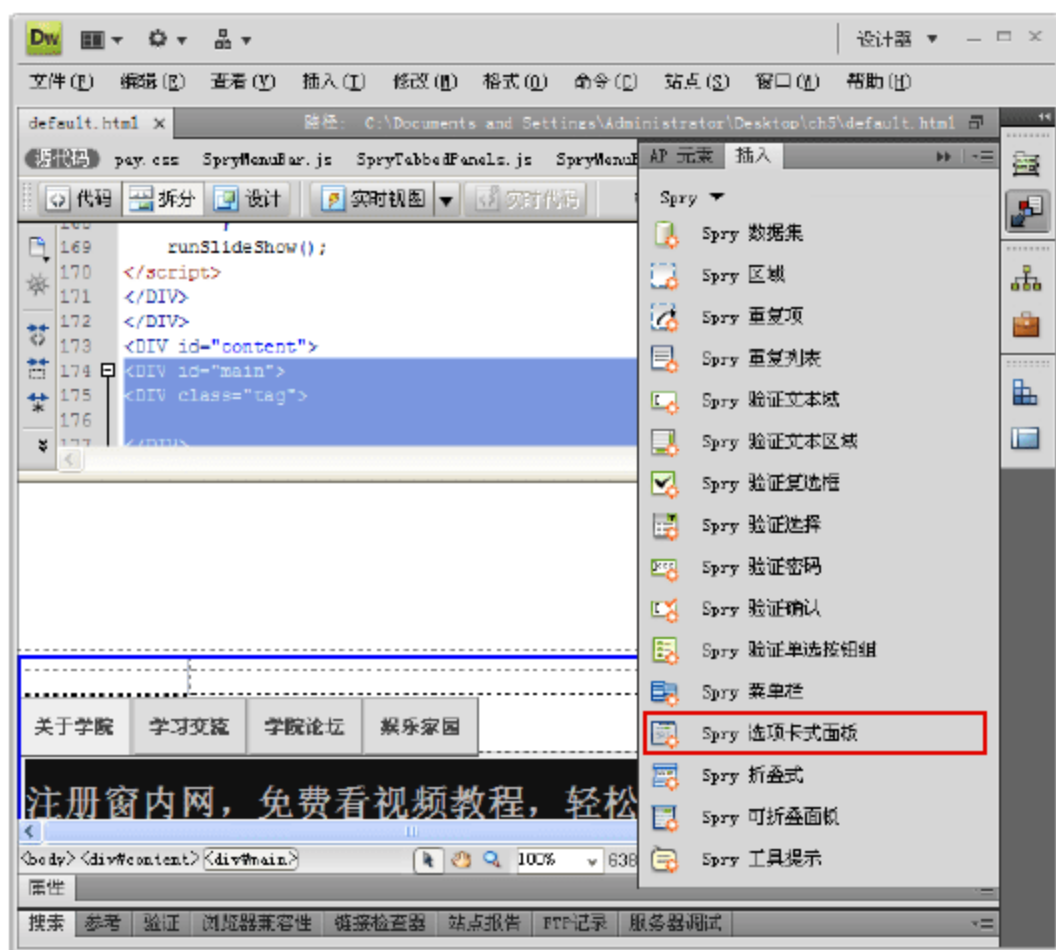 Dw
设计器
文件(F) 编辑(E) 查看(V) 插入(I) 修改(M) 格式(O) 命令(C) 站点(S) 窗口(W) 帮助(H)
default.html × 路径: C:\Documents and Settings\Administrator\Desktop\ch5\default.html
源代码 pay.css SpryMenuBar.js SpryTabbedPanels.js SpryMenuB
代码 拆分 设计 实时视图 实时代码
168 }
169 runSlideShow();
170 </script>
171 </DIV>
172 </DIV>
173 <DIV id="content">
174 <DIV id="main">
175 <DIV class="tag">
176
177 </DIV>
关于学院 学习交流 学院论坛 娱乐家园
注册窗内网，免费看视频教程，轻松
<body><div#content><div#main> 100% 638
属性
搜索 参考 验证 浏览器兼容性 链接检查器 站点报告 FTP记录 服务器调试
AP 元素 插入
Spry
Spry 数据集
Spry 区域
Spry 重复项
Spry 重复列表
Spry 验证文本域
Spry 验证文本区域
Spry 验证复选框
Spry 验证选择
Spry 验证密码
Spry 验证确认
Spry 验证单选按钮组
Spry 菜单栏
Spry 选项卡式面板
Spry 折叠式
Spry 可折叠面板
Spry 工具提示